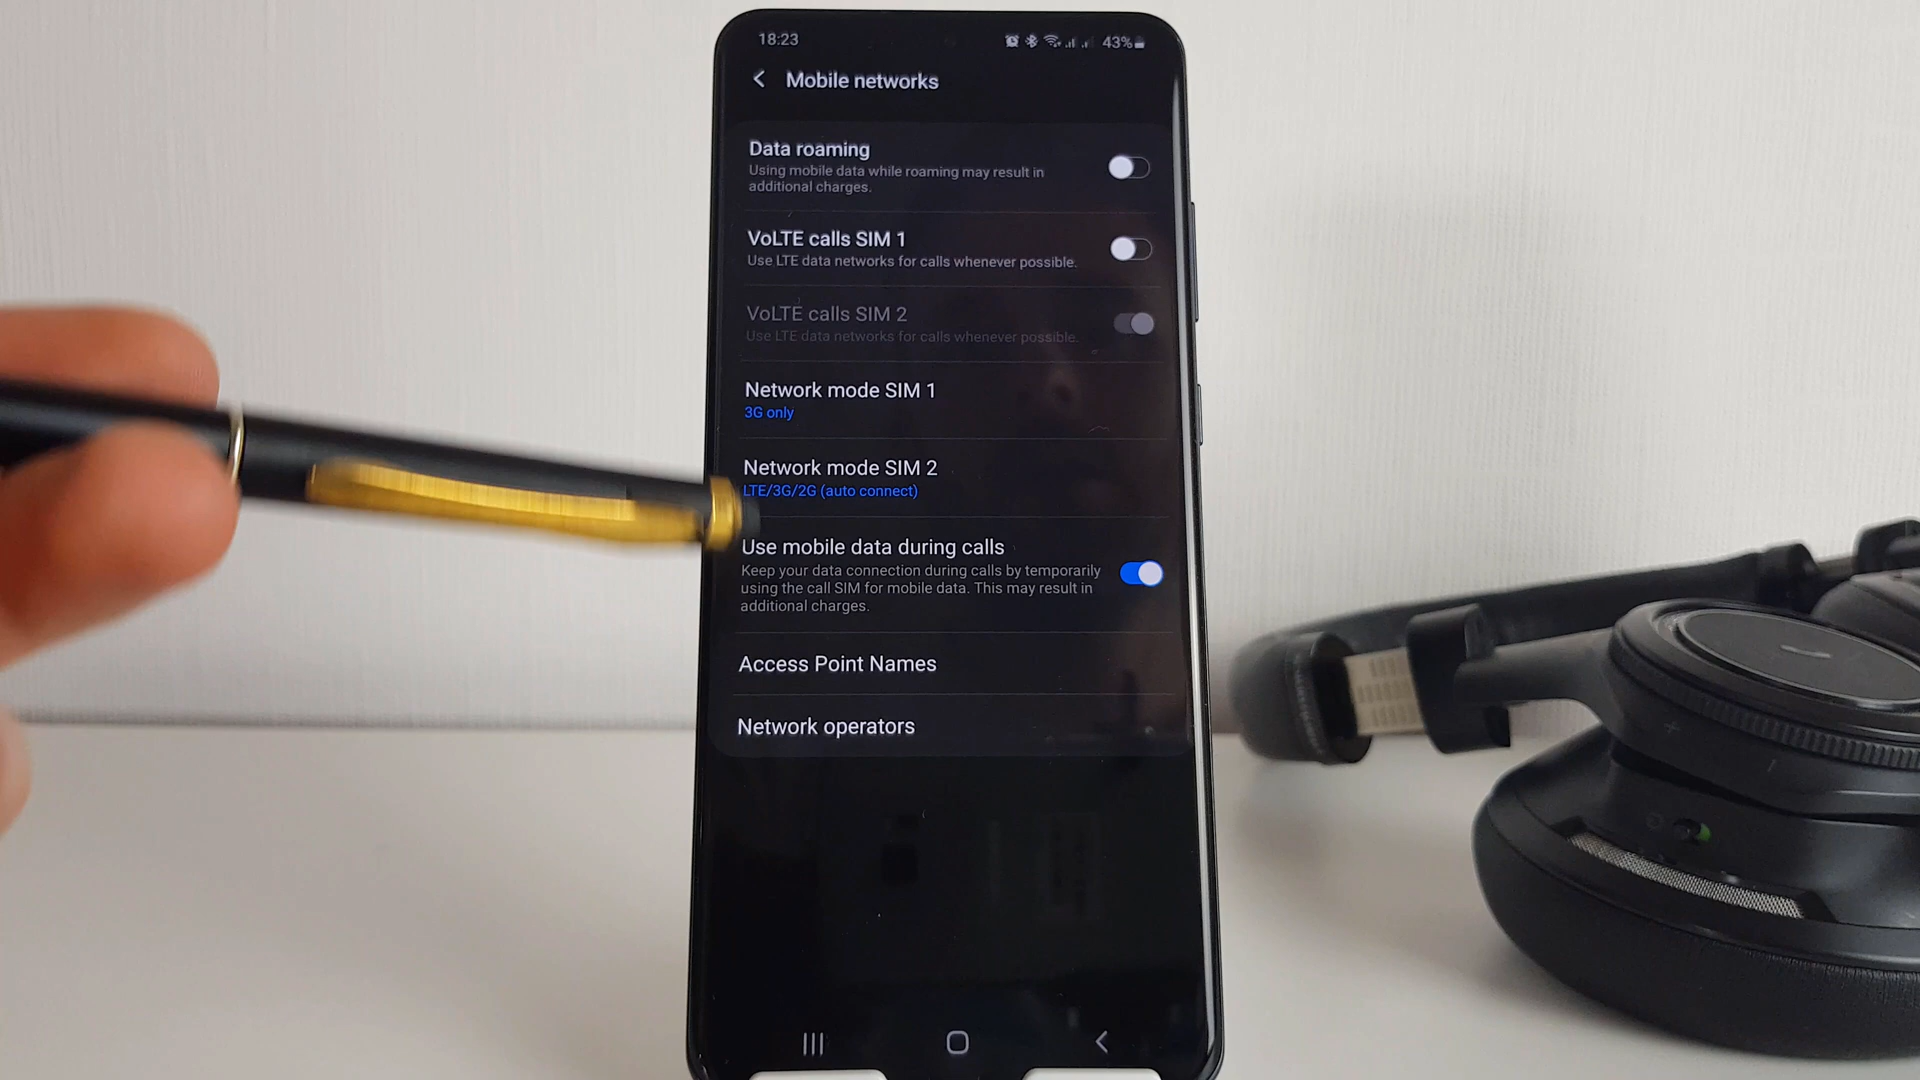 18:23
43%
Mobile networks
Data roaming
Using mobile data while roaming may result in
additional charges.
VoLTE calls SIM 1
Use LTE data networks for calls whenever possible.
VoLTE calls SIM 2
Use LTE data networks for calls whenever possible.
Network mode SIM 1
3G only
Network mode SIM 2
LTE/3G/2G (auto connect)
Use mobile data during calls
Keep your data connection during calls by temporarily
using the call SIM for mobile data. This may result in
additional charges.
Access Point Names
Network operators